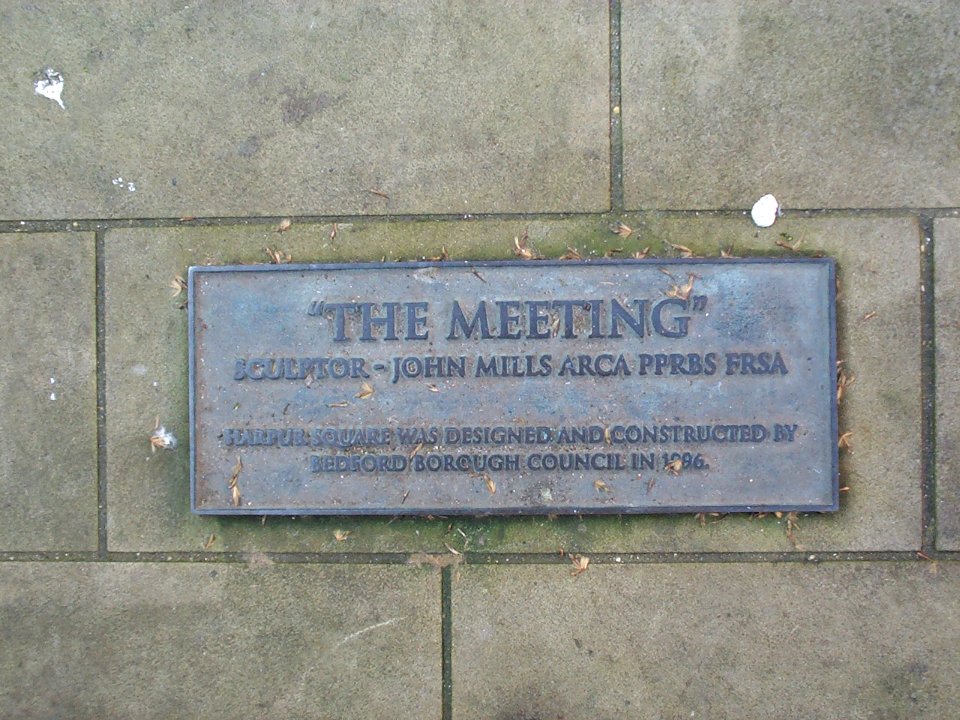 “THE MEETING”
SCULPTOR - JOHN MILLS ARCA PPRBS FRSA
HARPUR SQUARE WAS DESIGNED AND CONSTRUCTED BY
BEDFORD BOROUGH COUNCIL IN 1996.